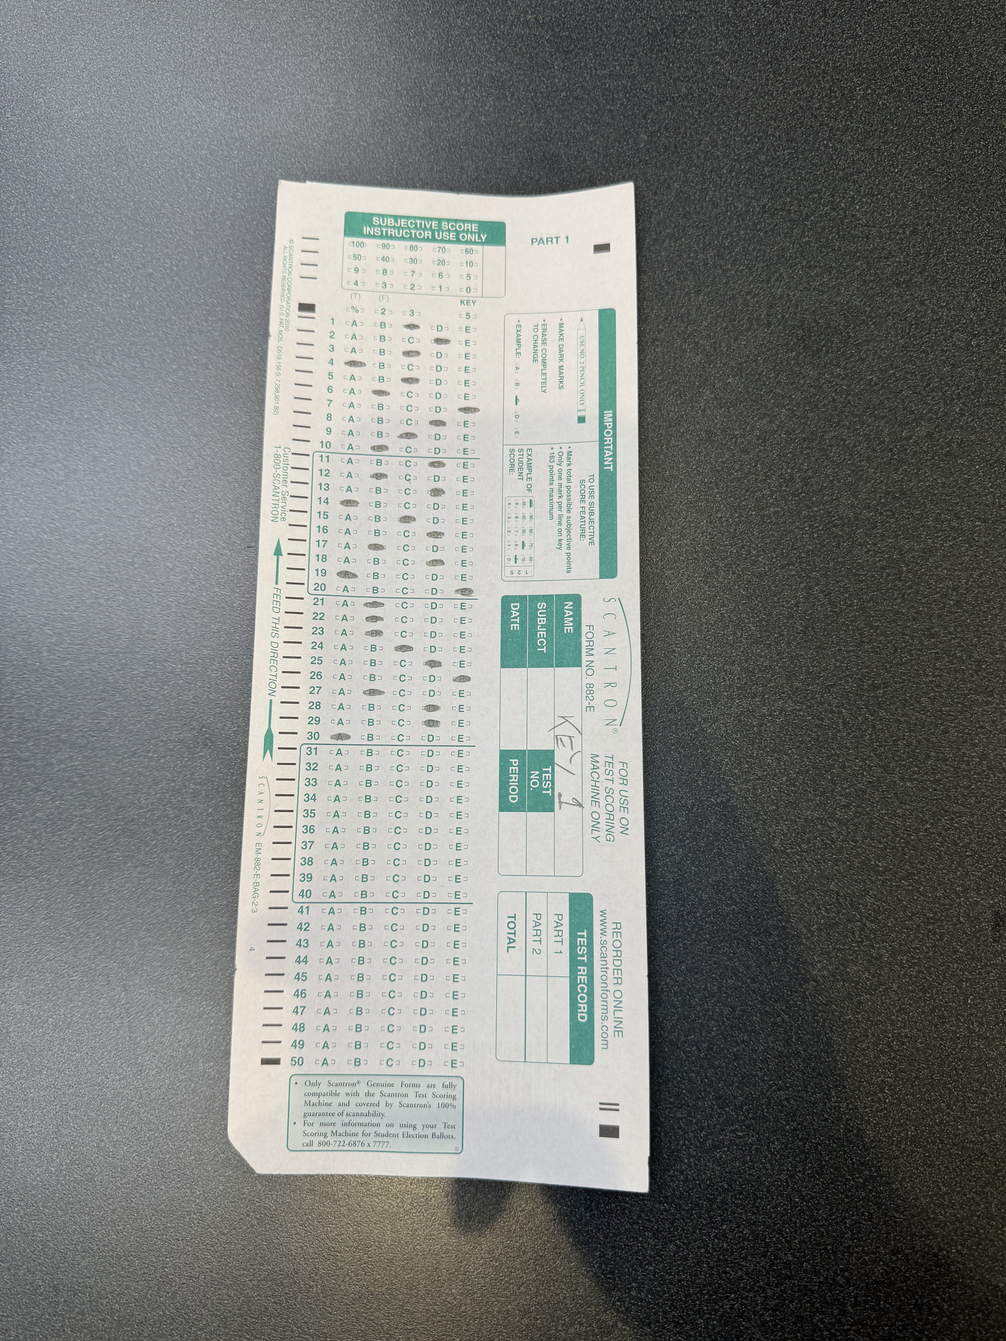 SUBJECTIVE SCORE
INSTRUCTOR USE ONLY
100 90 80 70 60
50 40 30 20 10
9 8 7 6 5
4 3 2 1 0
(T) (F) KEY
% 2 3 5
1 A B D E
2 A B C E
3 A B D E
4 B C D E
5 A B D E
6 A C D E
7 A B C D
8 A B C E
9 A B D E
10 A C D E
11 A B C E
12 A C D E
13 A B C E
14 B C D E
15 A B D E
16 A B C E
17 A C D E
18 A B C E
19 B C D E
20 A B C D
21 A C D E
22 A C D E
23 A C D E
24 A B D E
25 A B C E
26 A B C D
27 A B C D E
28 A B C D E
29 A B C D E
30 A B C D E
31 A B C D E
32 A B C D E
33 A B C D E
34 A B C D E
35 A B C D E
36 A B C D E
37 A B C D E
38 A B C D E
39 A B C D E
40 A B C D E
41 A B C D E
42 A B C D E
43 A B C D E
44 A B C D E
45 A B C D E
46 A B C D E
47 A B C D E
48 A B C D E
49 A B C D E
50 A B C D E
• Only Scantron® Genuine Forms are fully
compatible with the Scantron Test Scoring
Machine and covered by Scantron's 100%
guarantee of scannability.
• For more information on using your Test
Scoring Machine for Student Election Ballots,
call 800-722-6876 x 7777.
PART 1
IMPORTANT
USE NO. 2 PENCIL ONLY
• MAKE DARK MARKS
• ERASE COMPLETELY
TO CHANGE
• EXAMPLE: A B D E
TO USE SUBJECTIVE
SCORE FEATURE:
• Mark total possible subjective points
• Only one mark per line on key
• 163 points maximum
EXAMPLE OF
STUDENT
SCORE:
SCANTRON®
FORM NO. 882-E
FOR USE ON
TEST SCORING
MACHINE ONLY
NAME KEY 1
SUBJECT
TEST
NO.
DATE
PERIOD
REORDER ONLINE
www.scantronforms.com
TEST RECORD
PART 1
PART 2
TOTAL
© SCANTRON CORPORATION 2010
ALL RIGHTS RESERVED.
Customer Service
1-800-SCANTRON
FEED THIS DIRECTION
SCANTRON EM-882-E-BAG-2:3
4